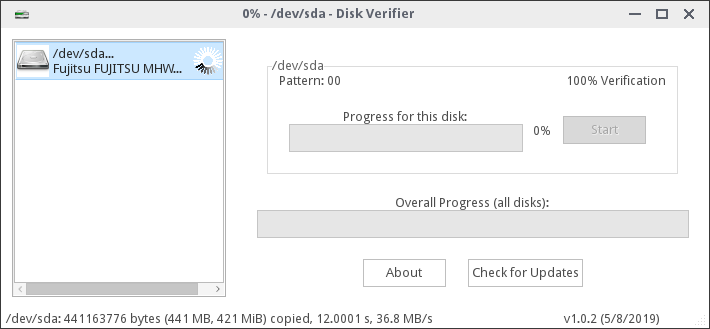 0% - /dev/sda - Disk Verifier
/dev/sda...
Fujitsu FUJITSU MHW...
/dev/sda
Pattern: 00
100% Verification
Progress for this disk:
0%
Start
Overall Progress (all disks):
About
Check for Updates
/dev/sda: 441163776 bytes (441 MB, 421 MiB) copied, 12.0001 s, 36.8 MB/s
v1.0.2 (5/8/2019)